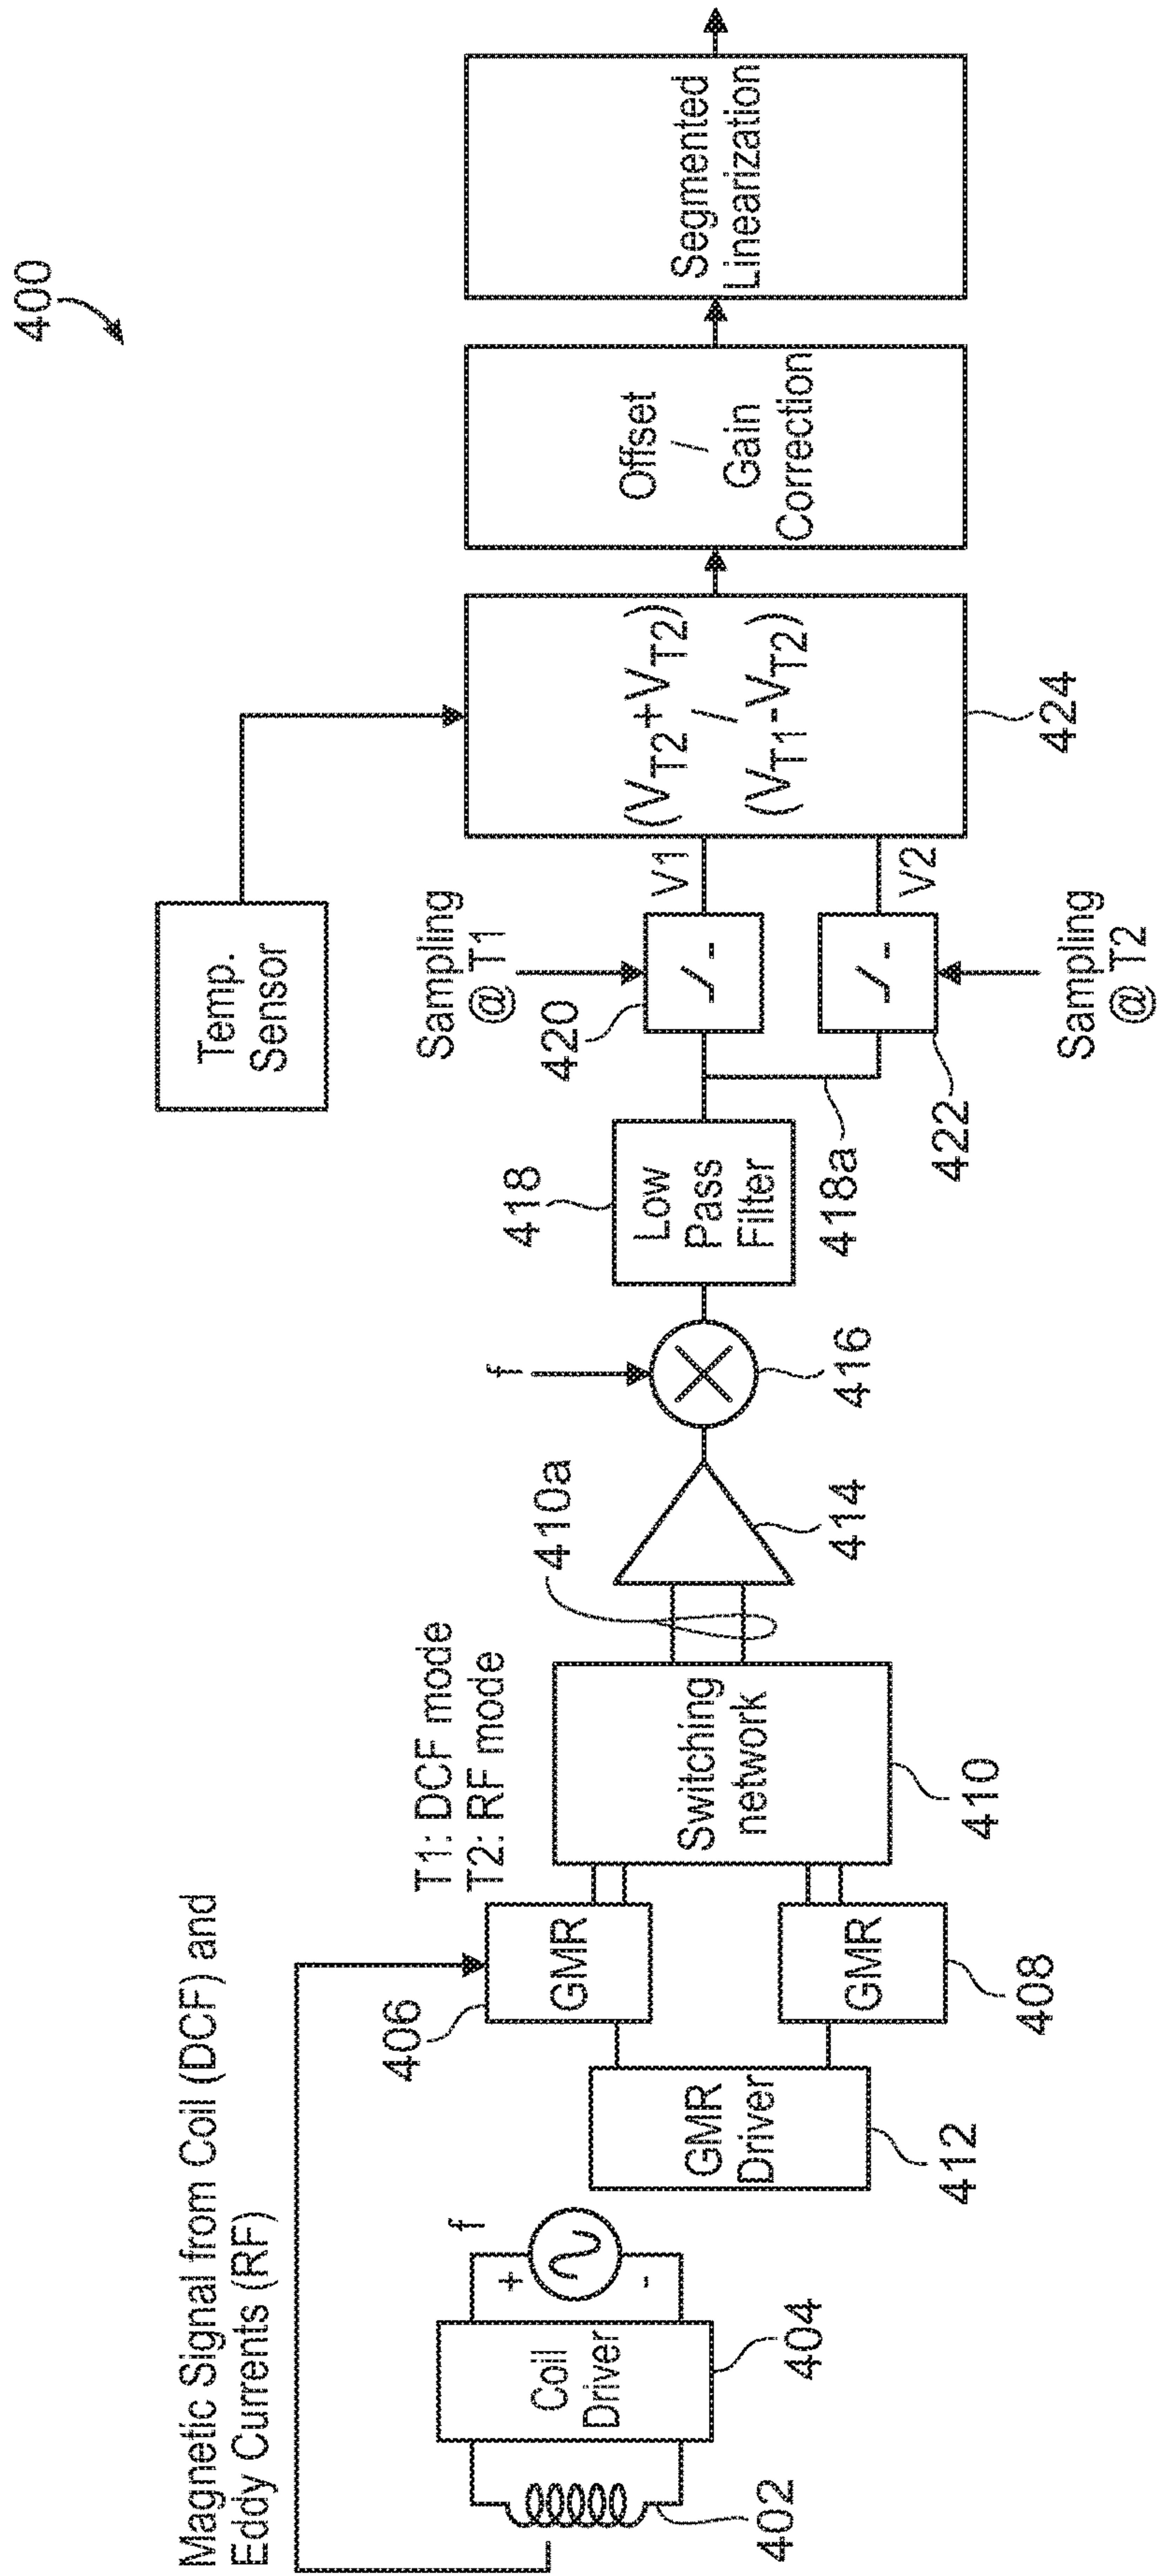 400
Magnetic Signal from Coil (DCF) and
Eddy Currents (RF)
402
Coil
Driver
404
+
-
f
GMR
Driver
412
406
GMR
GMR
408
T1: DCF mode
T2: RF mode
Switching
network
410
410a
414
f
416
418
Low
Pass
Filter
418a
Temp.
Sensor
Sampling
@ T1
420
422
Sampling
@ T2
V1
V2
(VT2+VT2)
/
(VT1-VT2)
424
Offset
/
Gain
Correction
Segmented
Linearization